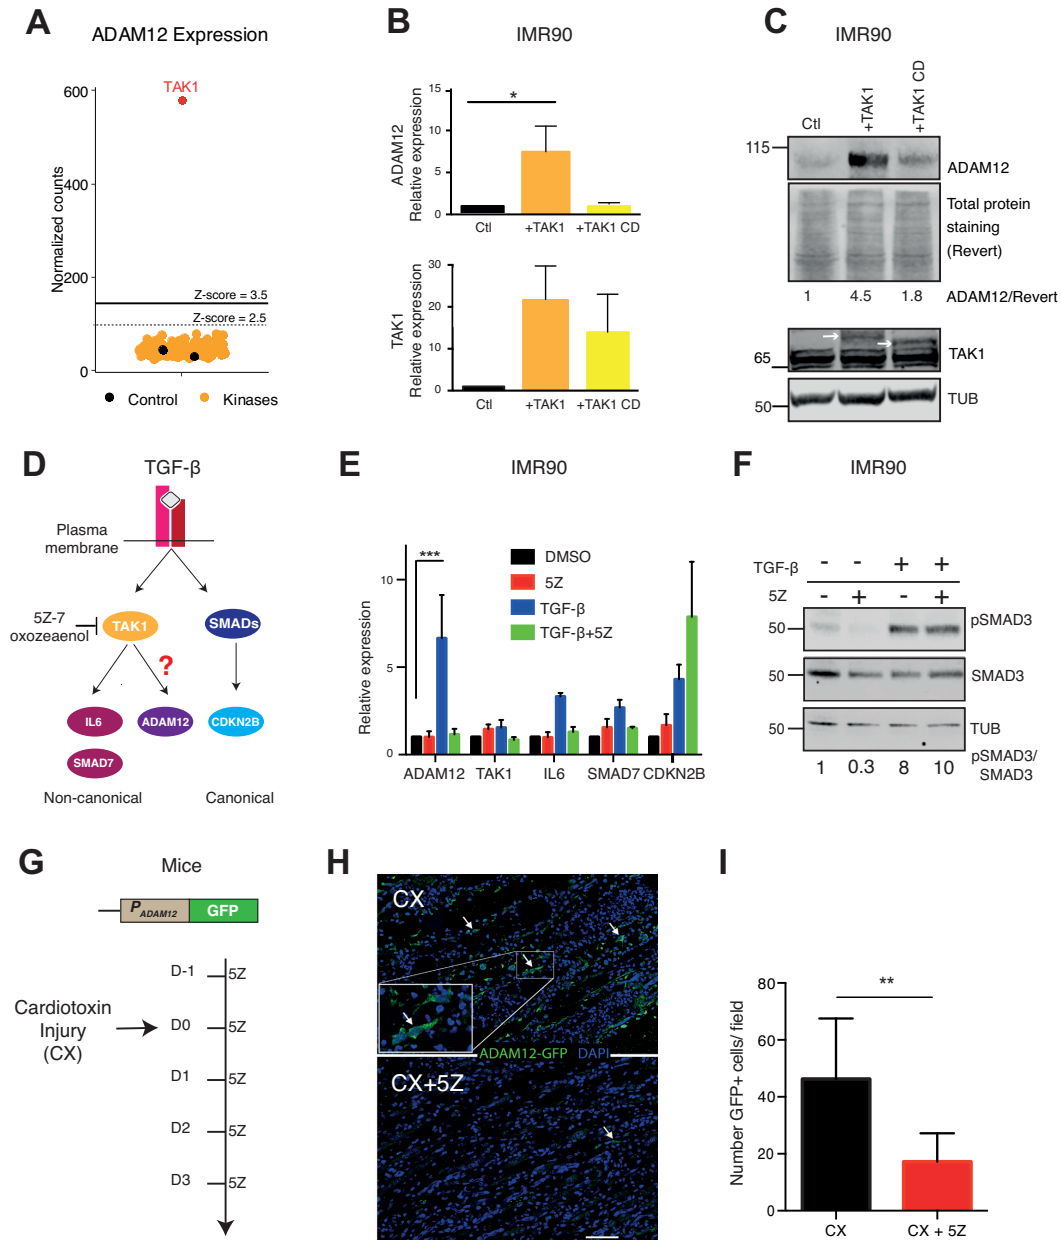 A
ADAM12 Expression
Normalized counts
600
400
200
0
TAK1
Z-score = 3.5
Z-score = 2.5
Control
Kinases
B
IMR90
ADAM12
Relative expression
15
10
5
0
*
Ctl
+TAK1
+TAK1 CD
TAK1
Relative expression
30
20
10
0
Ctl
+TAK1
+TAK1 CD
C
IMR90
Ctl
+TAK1
+TAK1 CD
115
ADAM12
Total protein
staining
(Revert)
1
4.5
1.8
ADAM12/Revert
65
TAK1
50
TUB
D
TGF-β
Plasma
membrane
5Z-7
oxozeaenol
TAK1
SMADs
?
IL6
ADAM12
CDKN2B
SMAD7
Non-canonical
Canonical
E
IMR90
Relative expression
10
5
0
***
DMSO
5Z
TGF-β
TGF-β+5Z
ADAM12
TAK1
IL6
SMAD7
CDKN2B
F
IMR90
TGF-β
-
-
+
+
5Z
-
+
-
+
50
pSMAD3
50
SMAD3
50
TUB
1
0.3
8
10
pSMAD3/
SMAD3
G
Mice
P ADAM12
GFP
D-1
5Z
Cardiotoxin
Injury
(CX)
D0
5Z
D1
5Z
D2
5Z
D3
5Z
H
CX
ADAM12-GFP
DAPI
CX+5Z
I
Number GFP+ cells/ field
80
60
40
20
0
**
CX
CX + 5Z